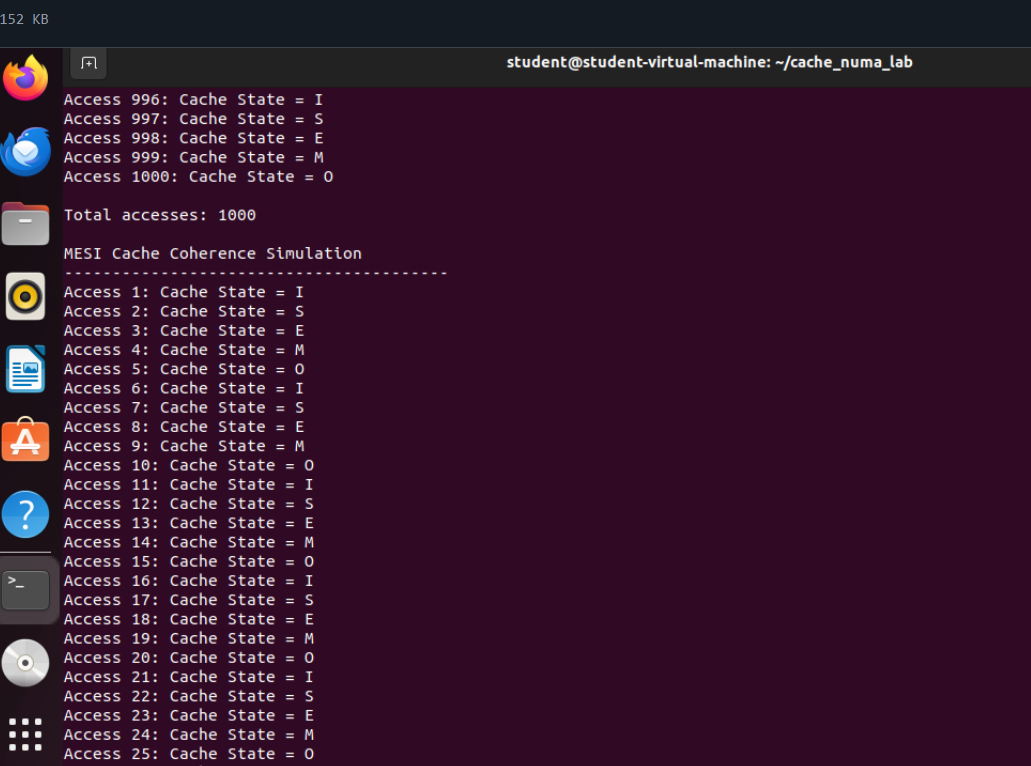 152 KB
student@student-virtual-machine: ~/cache_numa_lab
Access 996: Cache State = I
Access 997: Cache State = S
Access 998: Cache State = E
Access 999: Cache State = M
Access 1000: Cache State = O
Total accesses: 1000
MESI Cache Coherence Simulation
----------------------------------------
Access 1: Cache State = I
Access 2: Cache State = S
Access 3: Cache State = E
Access 4: Cache State = M
Access 5: Cache State = O
Access 6: Cache State = I
Access 7: Cache State = S
Access 8: Cache State = E
Access 9: Cache State = M
Access 10: Cache State = O
Access 11: Cache State = I
Access 12: Cache State = S
Access 13: Cache State = E
Access 14: Cache State = M
Access 15: Cache State = O
Access 16: Cache State = I
Access 17: Cache State = S
Access 18: Cache State = E
Access 19: Cache State = M
Access 20: Cache State = O
Access 21: Cache State = I
Access 22: Cache State = S
Access 23: Cache State = E
Access 24: Cache State = M
Access 25: Cache State = O